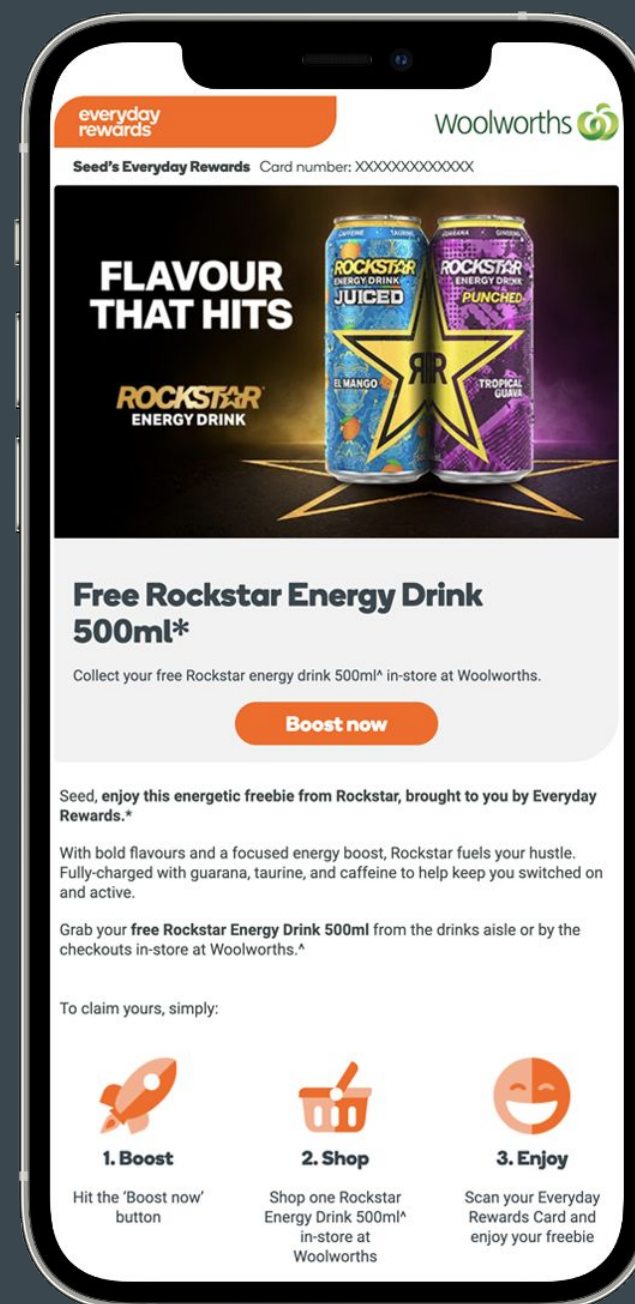 everyday
rewards
Woolworths
Seed's Everyday Rewards Card number: XXXXXXXXXXXXXX
FLAVOUR
THAT HITS
ROCKSTAR
ENERGY DRINK
CAFFEINE TAURINE
ROCKSTAR
ENERGY DRINK
JUICED
EL MANGO
GUARANA GINSENG
ROCKSTAR
ENERGY DRINK
PUNCHED
TROPICAL
GUAVA
Free Rockstar Energy Drink
500ml*
Collect your free Rockstar energy drink 500ml^ in-store at Woolworths.
Boost now
Seed, enjoy this energetic freebie from Rockstar, brought to you by Everyday
Rewards.*
With bold flavours and a focused energy boost, Rockstar fuels your hustle.
Fully-charged with guarana, taurine, and caffeine to help keep you switched on
and active.
Grab your free Rockstar Energy Drink 500ml from the drinks aisle or by the
checkouts in-store at Woolworths.^
To claim yours, simply:
1. Boost
Hit the 'Boost now'
button
2. Shop
Shop one Rockstar
Energy Drink 500ml^
in-store at
Woolworths
3. Enjoy
Scan your Everyday
Rewards Card and
enjoy your freebie